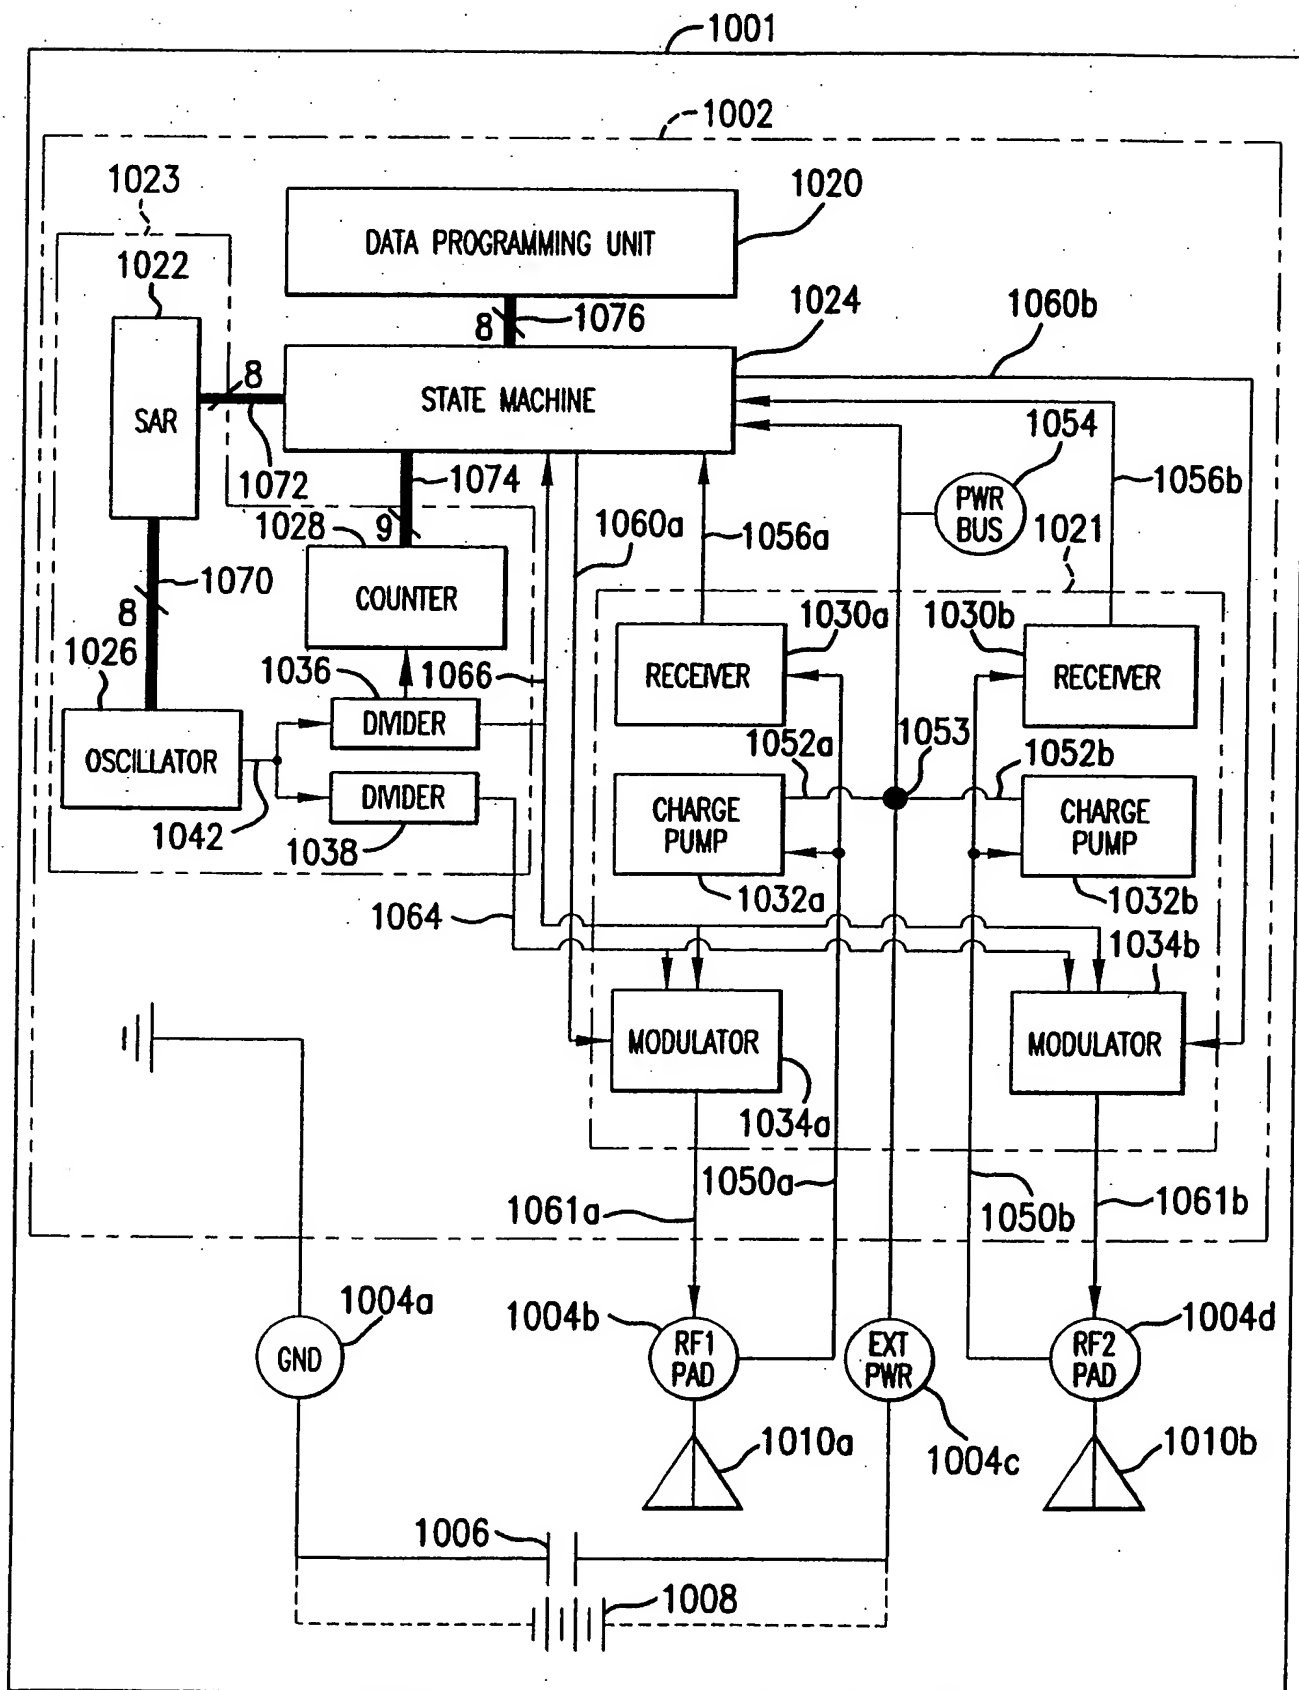 1001
1002
1023
1020
DATA PROGRAMMING UNIT
1022
1024
1060b
8
1076
8
STATE MACHINE
SAR
1054
1072
1074
PWR
BUS
1056b
1028
9
1060a
1056a
1021
1070
8
COUNTER
1030a
1030b
1026
1036
1066
RECEIVER
RECEIVER
DIVIDER
1053
OSCILLATOR
1052a
1052b
DIVIDER
CHARGE
PUMP
CHARGE
PUMP
1042
1038
1032a
1032b
1064
1034b
MODULATOR
MODULATOR
1034a
1050a
1061a
1050b
1061b
1004a
1004b
1004d
GND
RF1
PAD
EXT
PWR
RF2
PAD
1010a
1004c
1010b
1006
1008